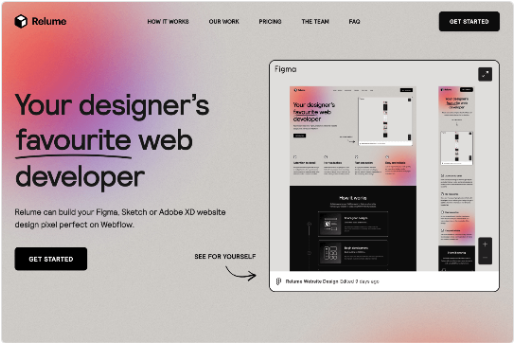 Relume
HOW IT WORKS
OUR WORK
PRICING
THE TEAM
FAQ
GET STARTED
Your designer's
favourite web
developer
Relume can build your Figma, Sketch or Adobe XD website
design pixel perfect on Webflow.
GET STARTED
SEE FOR YOURSELF
Figma
Your designer's
favourite web
developer
How it works
Relume Website Design Edited 9 days ago